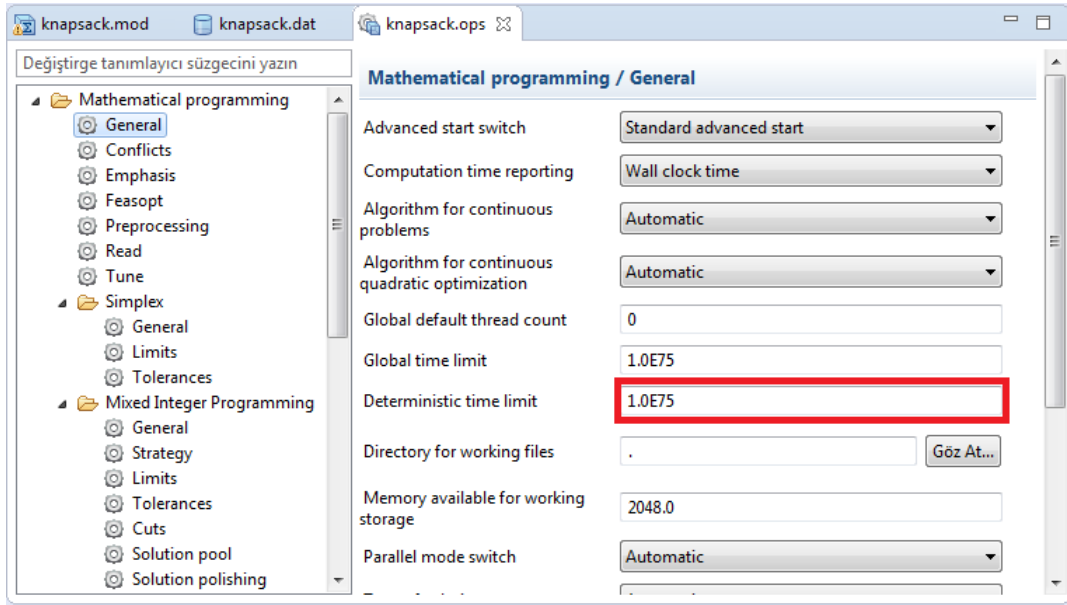 knapsack.mod
knapsack.dat
knapsack.ops
Değiştirge tanımlayıcı süzgecini yazın
Mathematical programming
General
Conflicts
Emphasis
Feasopt
Preprocessing
Read
Tune
Simplex
General
Limits
Tolerances
Mixed Integer Programming
General
Strategy
Limits
Tolerances
Cuts
Solution pool
Solution polishing
Mathematical programming / General
Advanced start switch
Standard advanced start
Computation time reporting
Wall clock time
Algorithm for continuous
problems
Automatic
Algorithm for continuous
quadratic optimization
Automatic
Global default thread count
0
Global time limit
1.0E75
Deterministic time limit
1.0E75
Directory for working files
.
Göz At...
Memory available for working
storage
2048.0
Parallel mode switch
Automatic